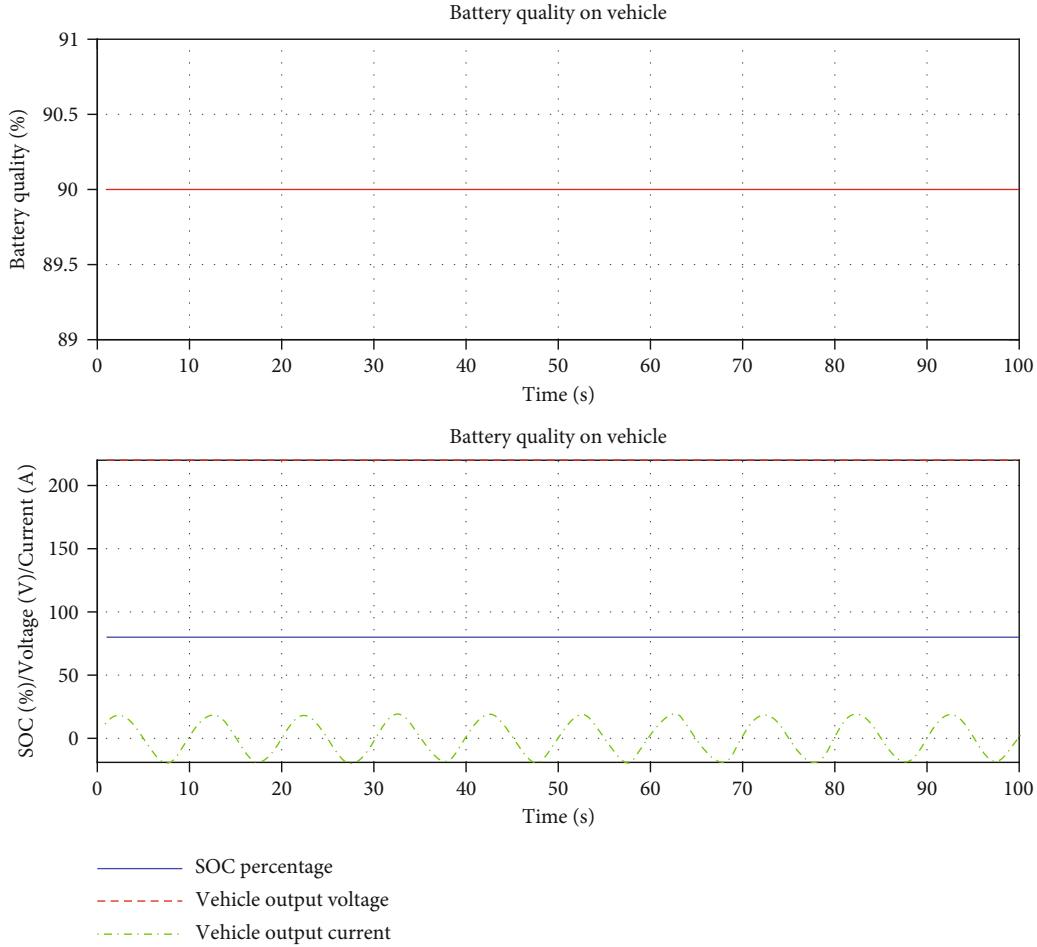 Battery quality on vehicle
Battery quality (%)
91
90.5
90
89.5
89
0 10 20 30 40 50 60 70 80 90 100
Time (s)
Battery quality on vehicle
SOC (%)/Voltage (V)/Current (A)
200
150
100
50
0
0 10 20 30 40 50 60 70 80 90 100
Time (s)
SOC percentage
Vehicle output voltage
Vehicle output current